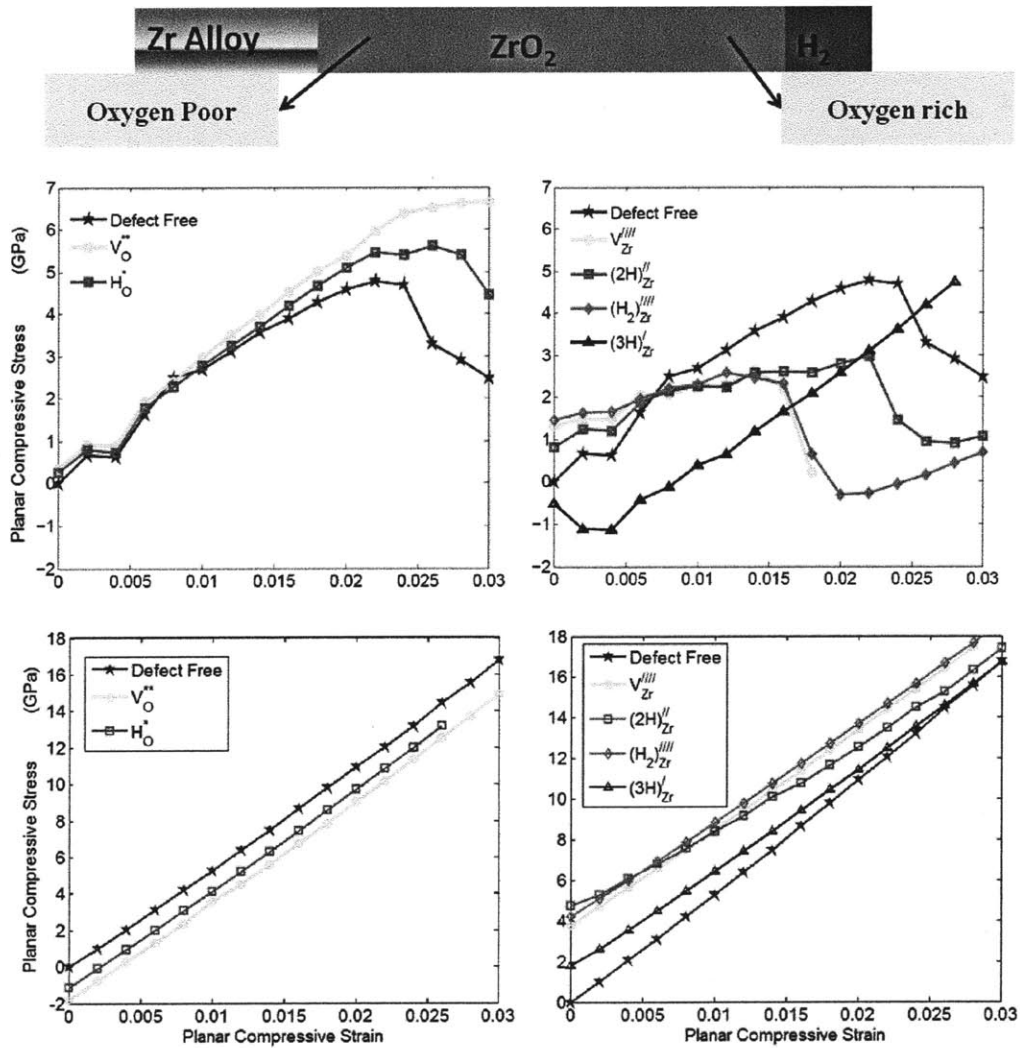 Zr Alloy ZrO2 H2
Oxygen Poor Oxygen rich
Planar Compressive Stress (GPa)
7
6
5
4
3
2
1
0
−1
−2
Defect Free
V_O^••
H_O^•
0 0.005 0.01 0.015 0.02 0.025 0.03
Planar Compressive Stress (GPa)
7
6
5
4
3
2
1
0
−1
−2
Defect Free
V_Zr^////
(2H)_Zr^//
(H2)_Zr^////
(3H)_Zr^/
0 0.005 0.01 0.015 0.02 0.025 0.03
Planar Compressive Stress (GPa)
18
16
14
12
10
8
6
4
2
0
−2
Defect Free
V_O^••
H_O^•
0 0.005 0.01 0.015 0.02 0.025 0.03
Planar Compressive Strain
18
16
14
12
10
8
6
4
2
0
Defect Free
V_Zr^////
(2H)_Zr^//
(H2)_Zr^////
(3H)_Zr^/
0 0.005 0.01 0.015 0.02 0.025 0.03
Planar Compressive Strain